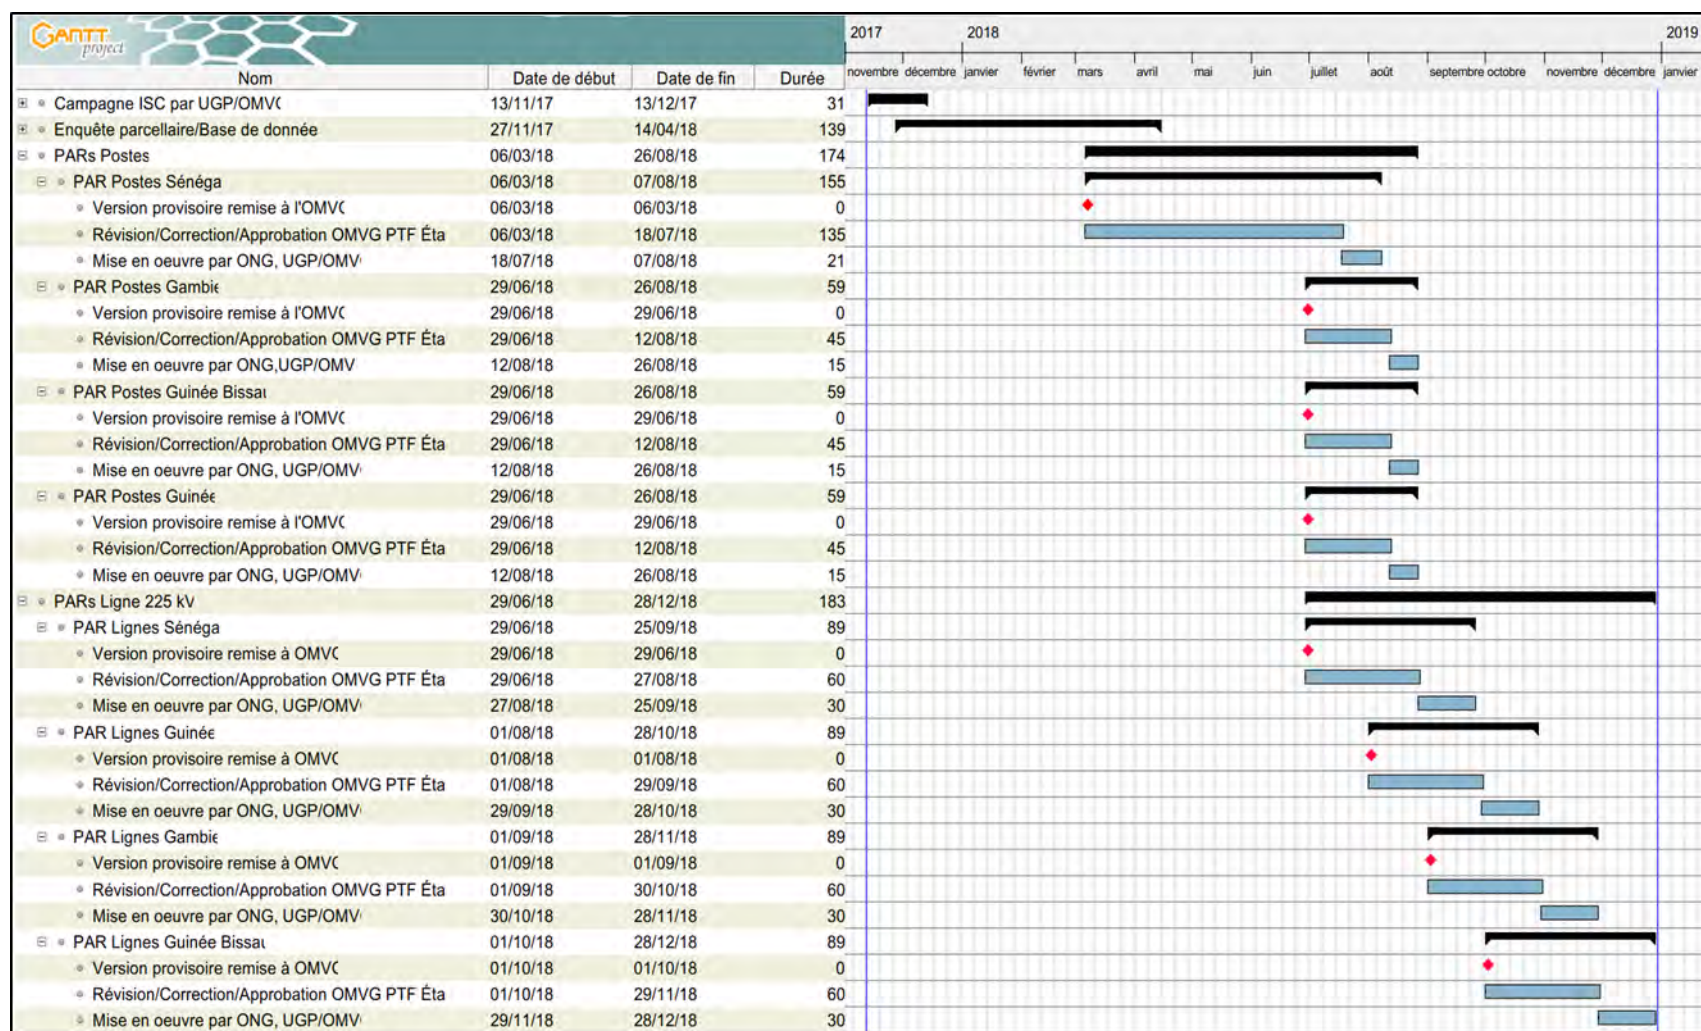 GANTT
project
2017 2018 2019
Nom Date de début Date de fin Durée novembre décembre janvier février mars avril mai juin juillet août septembre octobre novembre décembre janvier
Campagne ISC par UGP/OMVG 13/11/17 13/12/17 31
Enquête parcellaire/Base de donnée 27/11/17 14/04/18 139
PARs Postes 06/03/18 26/08/18 174
PAR Postes Sénéga 06/03/18 07/08/18 155
Version provisoire remise à l'OMVG 06/03/18 06/03/18 0
Révision/Correction/Approbation OMVG PTF Éta 06/03/18 18/07/18 135
Mise en oeuvre par ONG, UGP/OMV 18/07/18 07/08/18 21
PAR Postes Gambie 29/06/18 26/08/18 59
Version provisoire remise à l'OMVG 29/06/18 29/06/18 0
Révision/Correction/Approbation OMVG PTF Éta 29/06/18 12/08/18 45
Mise en oeuvre par ONG,UGP/OMV 12/08/18 26/08/18 15
PAR Postes Guinée Bissau 29/06/18 26/08/18 59
Version provisoire remise à l'OMVG 29/06/18 29/06/18 0
Révision/Correction/Approbation OMVG PTF Éta 29/06/18 12/08/18 45
Mise en oeuvre par ONG, UGP/OMV 12/08/18 26/08/18 15
PAR Postes Guinée 29/06/18 26/08/18 59
Version provisoire remise à l'OMVG 29/06/18 29/06/18 0
Révision/Correction/Approbation OMVG PTF Éta 29/06/18 12/08/18 45
Mise en oeuvre par ONG, UGP/OMV 12/08/18 26/08/18 15
PARs Ligne 225 kV 29/06/18 28/12/18 183
PAR Lignes Sénéga 29/06/18 25/09/18 89
Version provisoire remise à OMVG 29/06/18 29/06/18 0
Révision/Correction/Approbation OMVG PTF Éta 29/06/18 27/08/18 60
Mise en oeuvre par ONG, UGP/OMV 27/08/18 25/09/18 30
PAR Lignes Guinée 01/08/18 28/10/18 89
Version provisoire remise à OMVG 01/08/18 01/08/18 0
Révision/Correction/Approbation OMVG PTF Éta 01/08/18 29/09/18 60
Mise en oeuvre par ONG, UGP/OMV 29/09/18 28/10/18 30
PAR Lignes Gambie 01/09/18 28/11/18 89
Version provisoire remise à OMVG 01/09/18 01/09/18 0
Révision/Correction/Approbation OMVG PTF Éta 01/09/18 30/10/18 60
Mise en oeuvre par ONG, UGP/OMV 30/10/18 28/11/18 30
PAR Lignes Guinée Bissau 01/10/18 28/12/18 89
Version provisoire remise à OMVG 01/10/18 01/10/18 0
Révision/Correction/Approbation OMVG PTF Éta 01/10/18 29/11/18 60
Mise en oeuvre par ONG, UGP/OMV 29/11/18 28/12/18 30